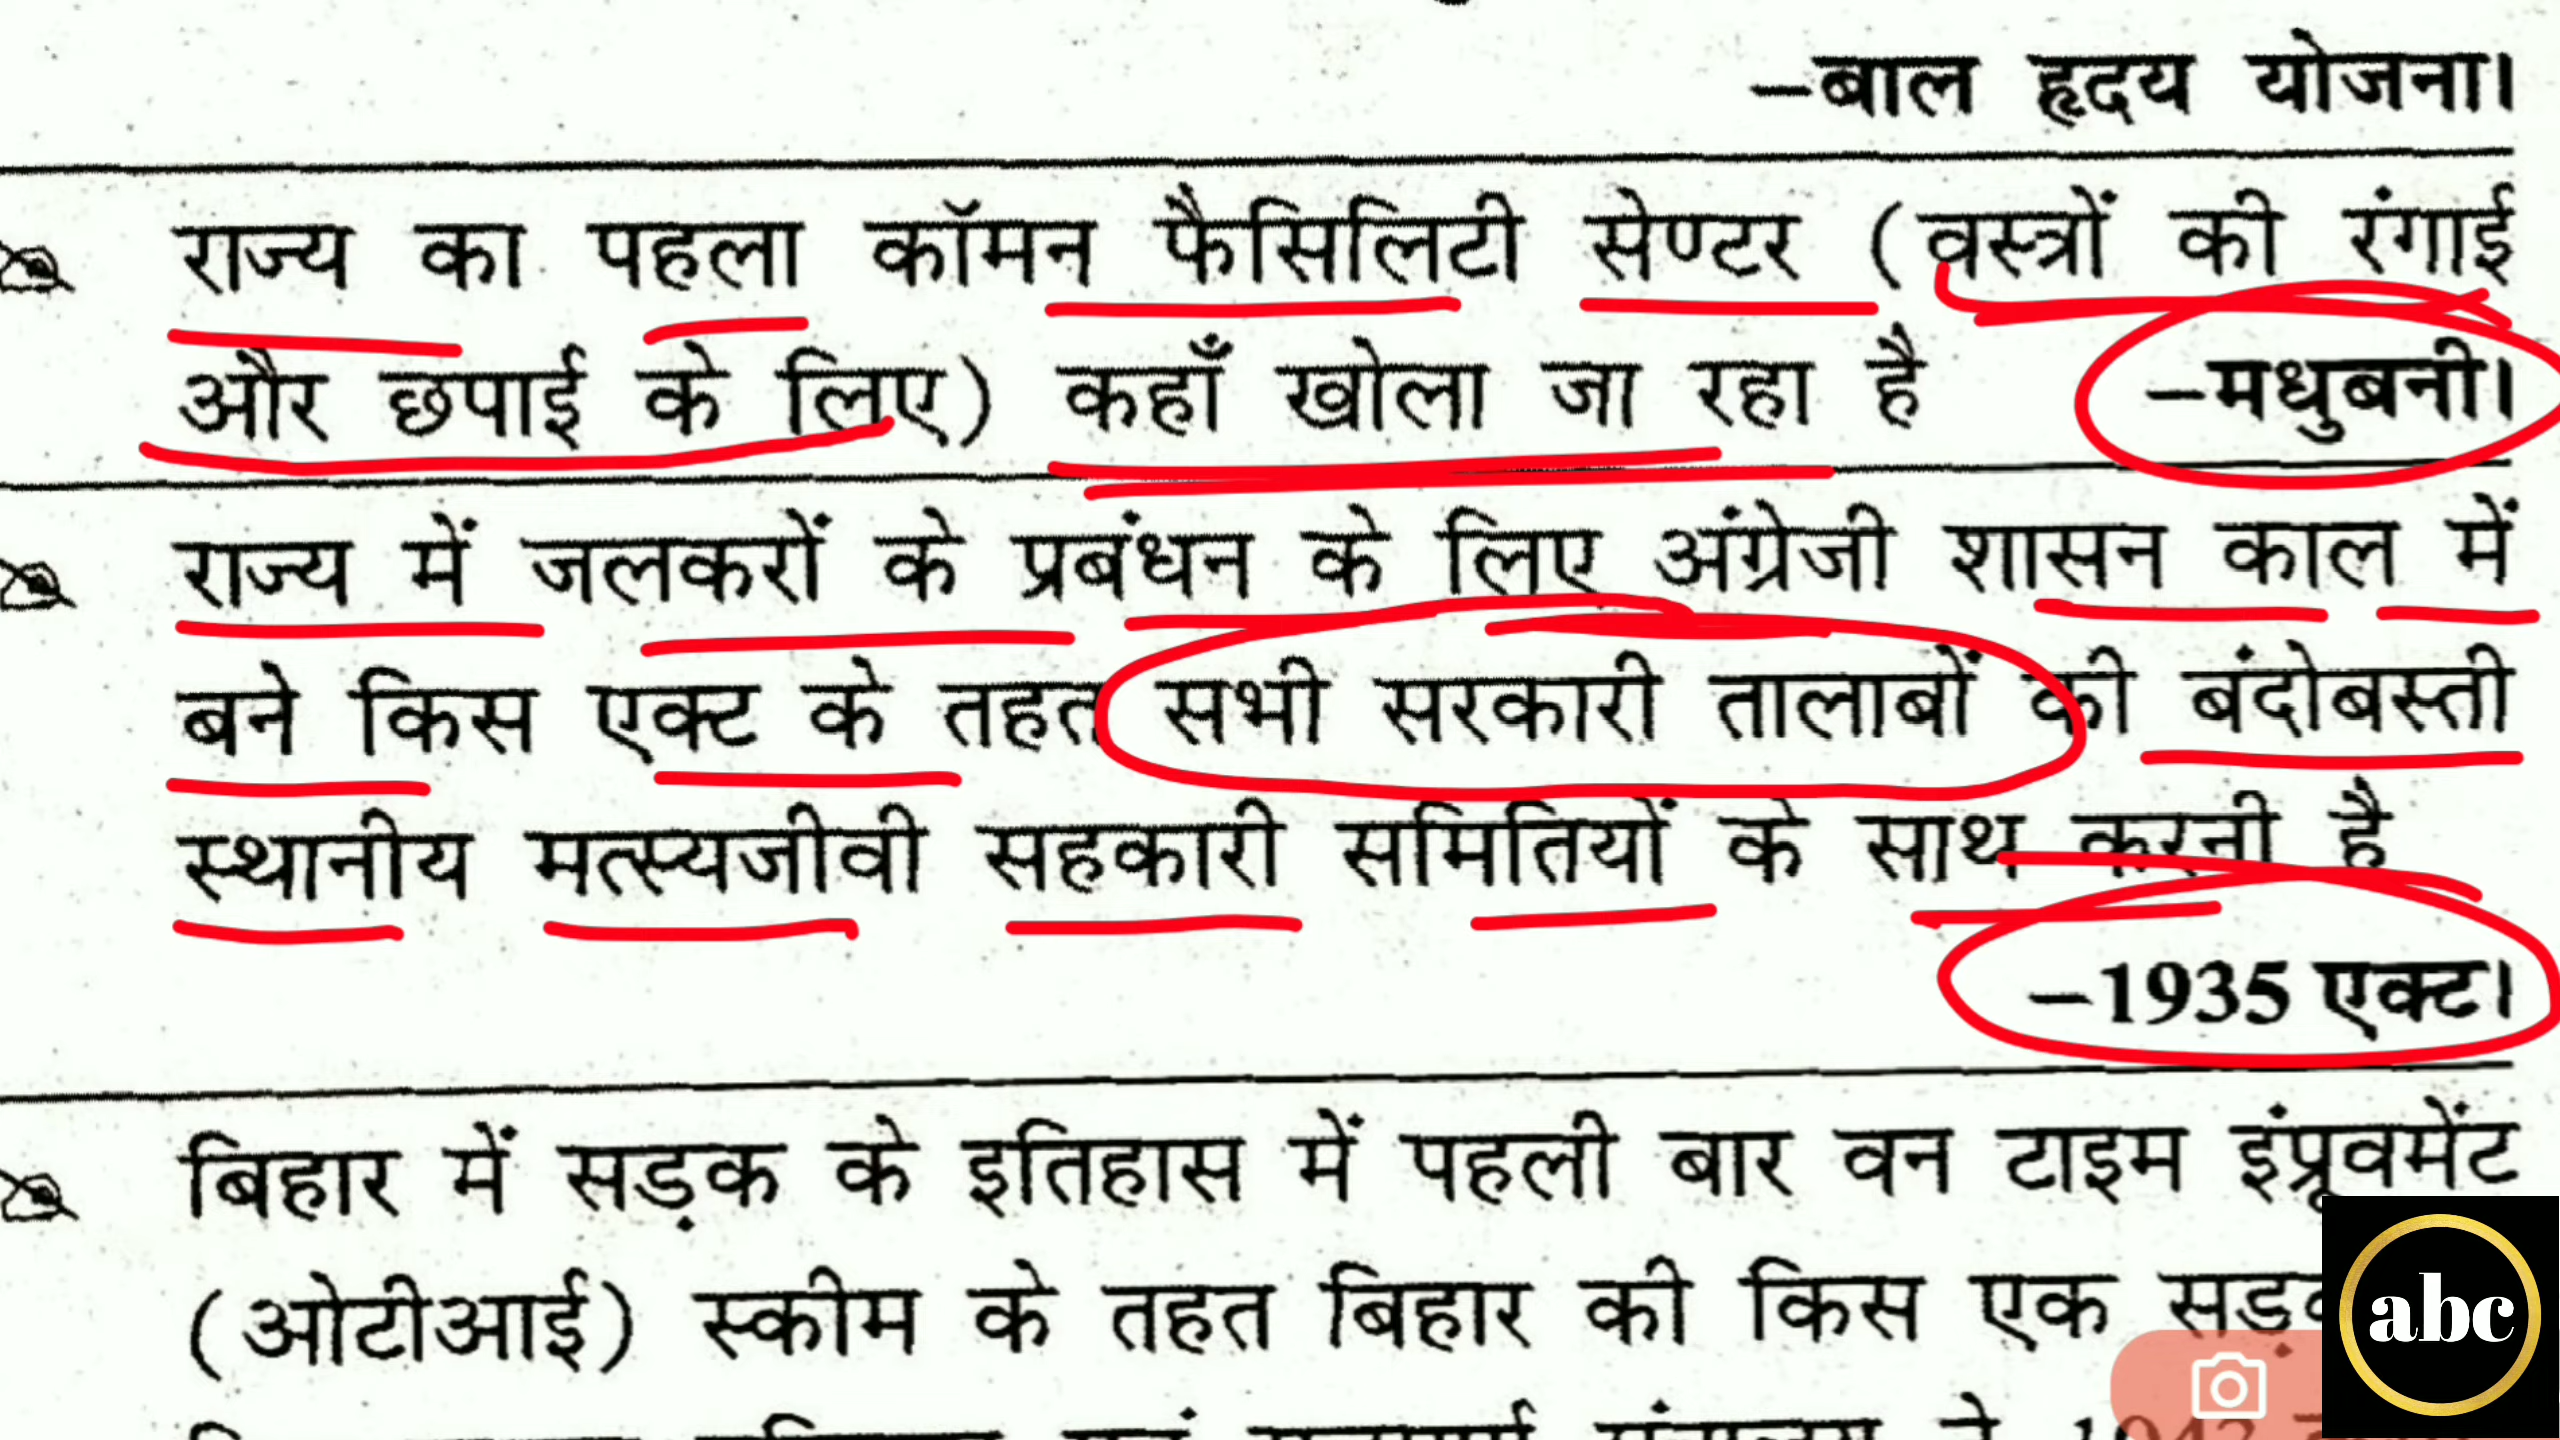 –बाल हृदय योजना।
राज्य का पहला कॉमन फैसिलिटी सेण्टर (वस्त्रों की रंगाई
और छपाई के लिए) कहाँ खोला जा रहा है –मधुबनी।
राज्य में जलकरों के प्रबंधन के लिए अंग्रेजी शासन काल में
बने किस एक्ट के तहत सभी सरकारी तालाबों की बंदोबस्ती
स्थानीय मत्स्यजीवी सहकारी समितियों के साथ करनी है
–1935 एक्ट।
बिहार में सड़क के इतिहास में पहली बार वन टाइम इंप्रूवमेंट
(ओटीआई) स्कीम के तहत बिहार की किस एक
abc